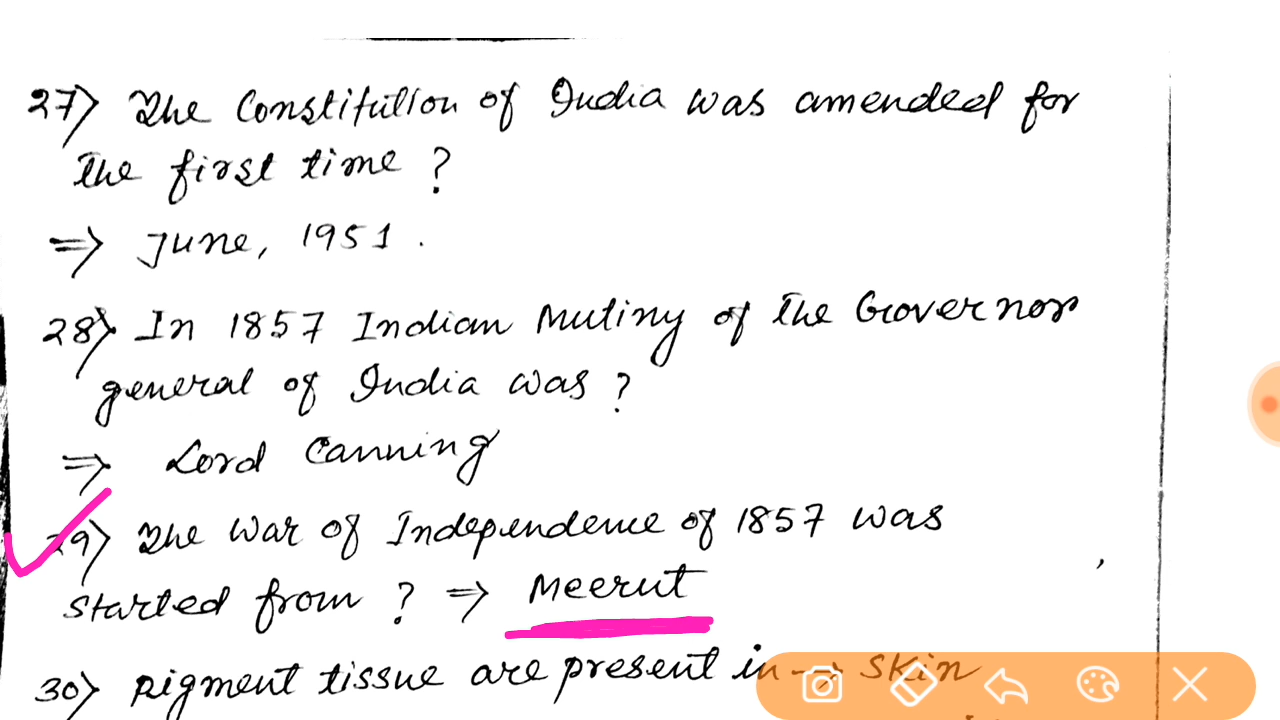 27) The Constitution of India was amended for
the first time ?
⇒ June, 1951.
28) In 1857 Indian Mutiny of the Governor
general of India was ?
⇒ Lord Canning
29) The War of Independence of 1857 was
started from ? ⇒ Meerut
30) pigment tissue are present in → Skin